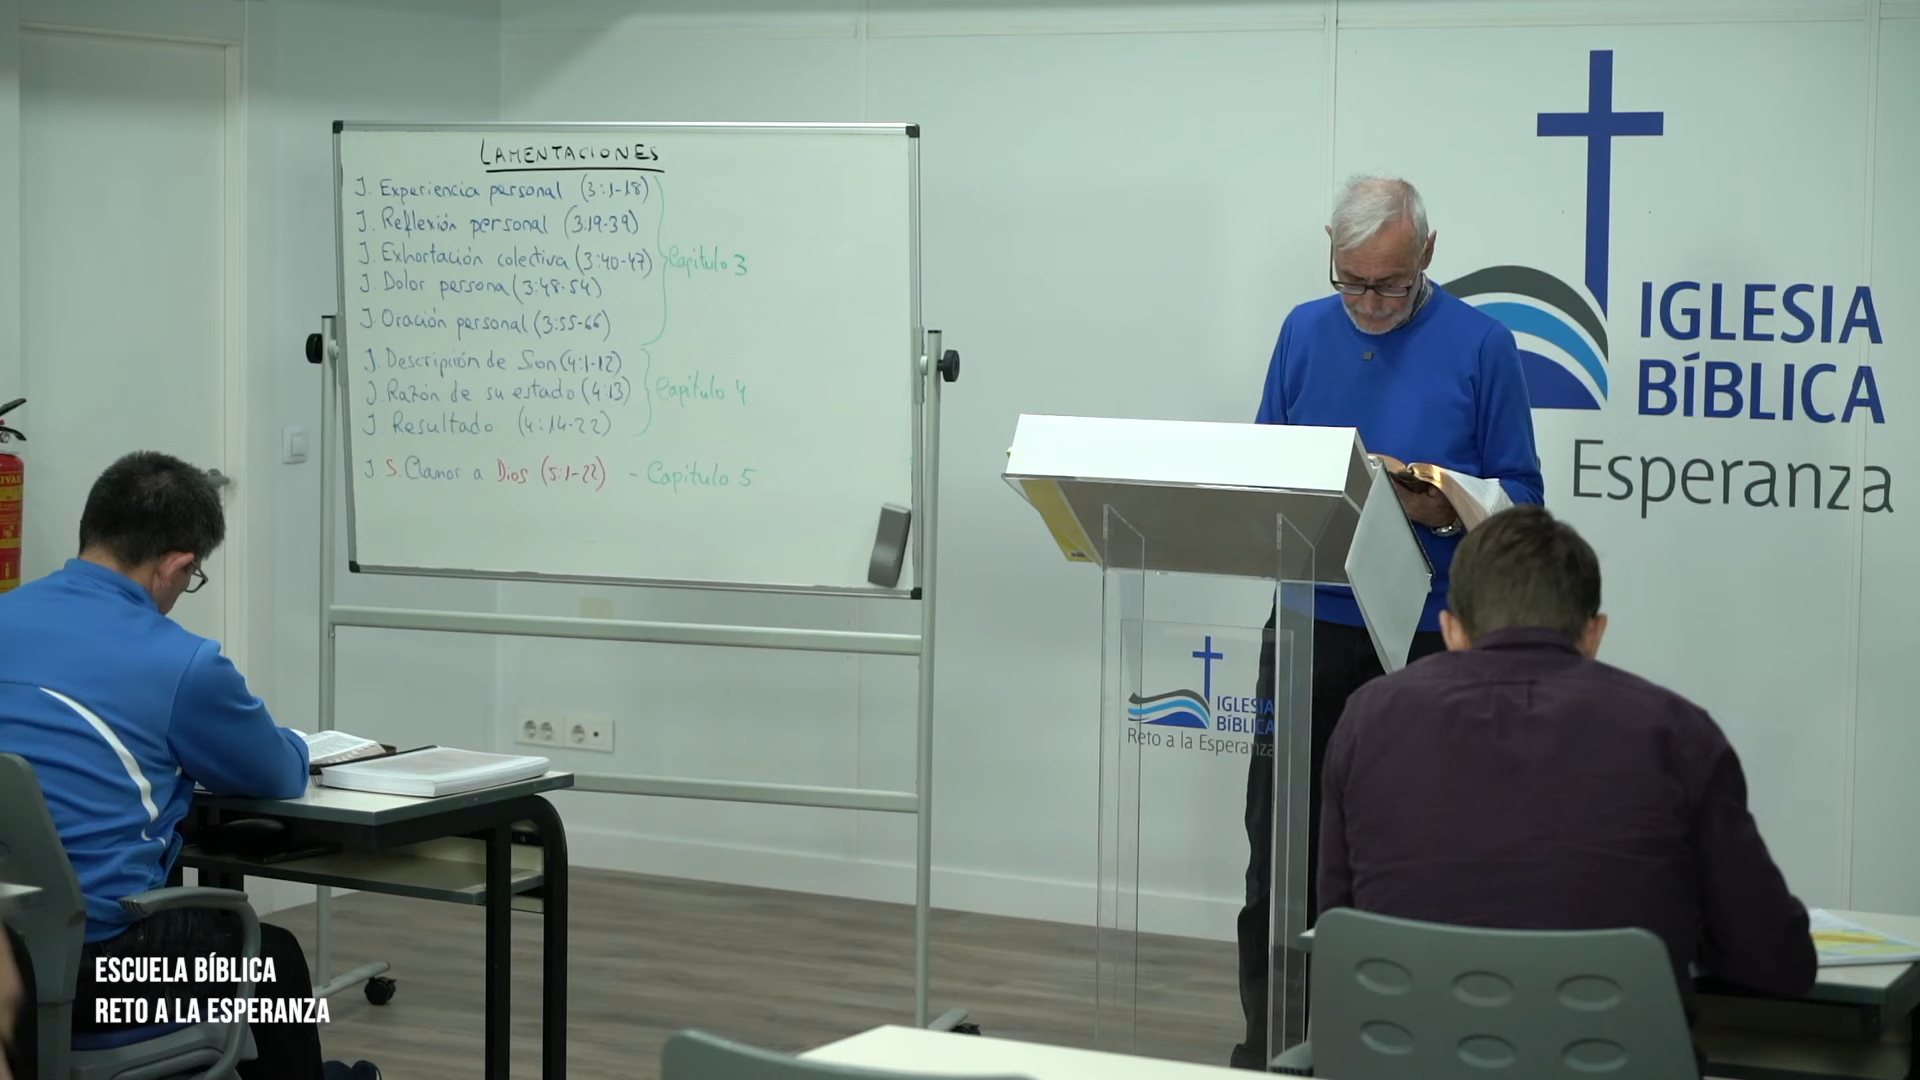 LAMENTACIONES
J. Experiencia personal (3:1-18)
J. Reflexión personal (3:19-39)
J. Exhortación colectiva (3:40-47)
Capítulo 3
J. Dolor persona (3:48-54)
J. Oración personal (3:55-66)
J. Descripción de Sion (4:1-12)
J. Razón de su estado (4:13)
Capítulo 4
J. Resultado (4:14-22)
J S. Clamor a Dios (5:1-22) - Capítulo 5
IGLESIA
BÍBLICA
Esperanza
IGLESIA
BÍBLICA
Reto a la Esperanza
ESCUELA BÍBLICA
RETO A LA ESPERANZA